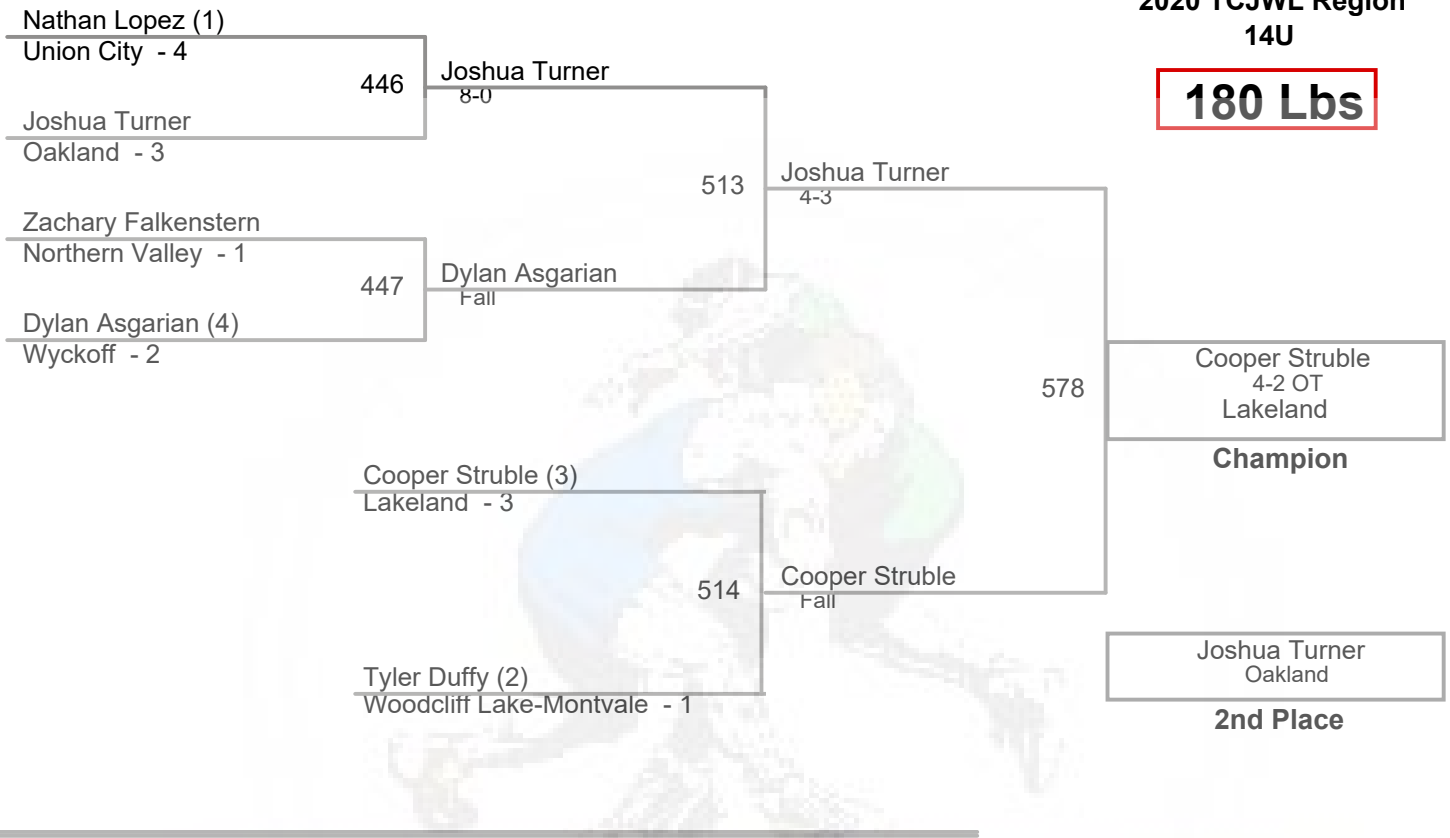 2020 TCJWL Region
14U
180 Lbs
Nathan Lopez (1)
Union City - 4
446
Joshua Turner
8-0
Joshua Turner
Oakland - 3
513
Joshua Turner
4-3
Zachary Falkenstern
Northern Valley - 1
447
Dylan Asgarian
Fall
Dylan Asgarian (4)
Wyckoff - 2
578
Cooper Struble
4-2 OT
Lakeland
Champion
Cooper Struble (3)
Lakeland - 3
514
Cooper Struble
Fall
Tyler Duffy (2)
Woodcliff Lake-Montvale - 1
Joshua Turner
Oakland
2nd Place